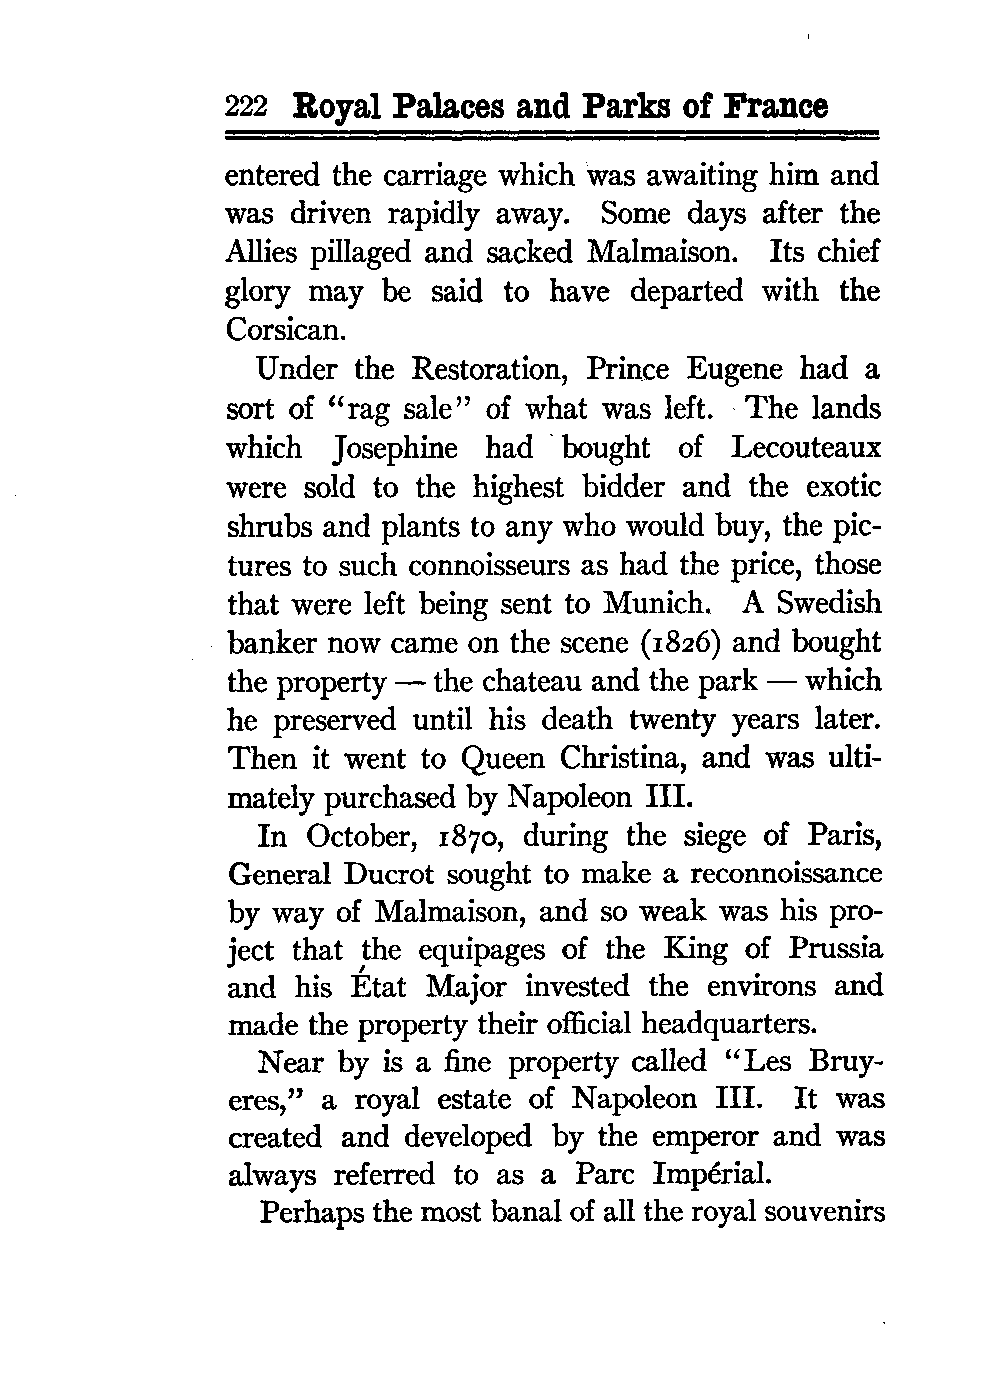 222 Royal Palaces and Parks of France
entered the carriage which was awaiting him and
was driven rapidly away. Some days after the
Allies pillaged and sacked Malmaison. Its chief
glory may be said to have departed with the
Corsican.
Under the Restoration, Prince Eugene had a
sort of “rag sale” of what was left. The lands
which Josephine had bought of Lecouteaux
were sold to the highest bidder and the exotic
shrubs and plants to any who would buy, the pic-
tures to such connoisseurs as had the price, those
that were left being sent to Munich. A Swedish
banker now came on the scene (1826) and bought
the property — the chateau and the park — which
he preserved until his death twenty years later.
Then it went to Queen Christina, and was ulti-
mately purchased by Napoleon III.
In October, 1870, during the siege of Paris,
General Ducrot sought to make a reconnoissance
by way of Malmaison, and so weak was his pro-
ject that the equipages of the King of Prussia
and his État Major invested the environs and
made the property their official headquarters.
Near by is a fine property called “Les Bruy-
eres,” a royal estate of Napoleon III. It was
created and developed by the emperor and was
always referred to as a Parc Impérial.
Perhaps the most banal of all the royal souvenirs